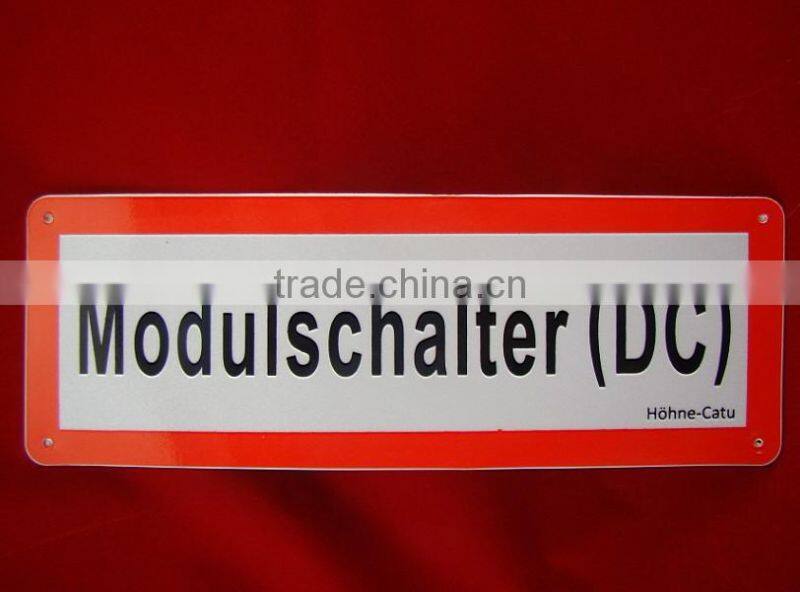 trade.china.cn
Modulschalter (DC)
Höhne-Catu